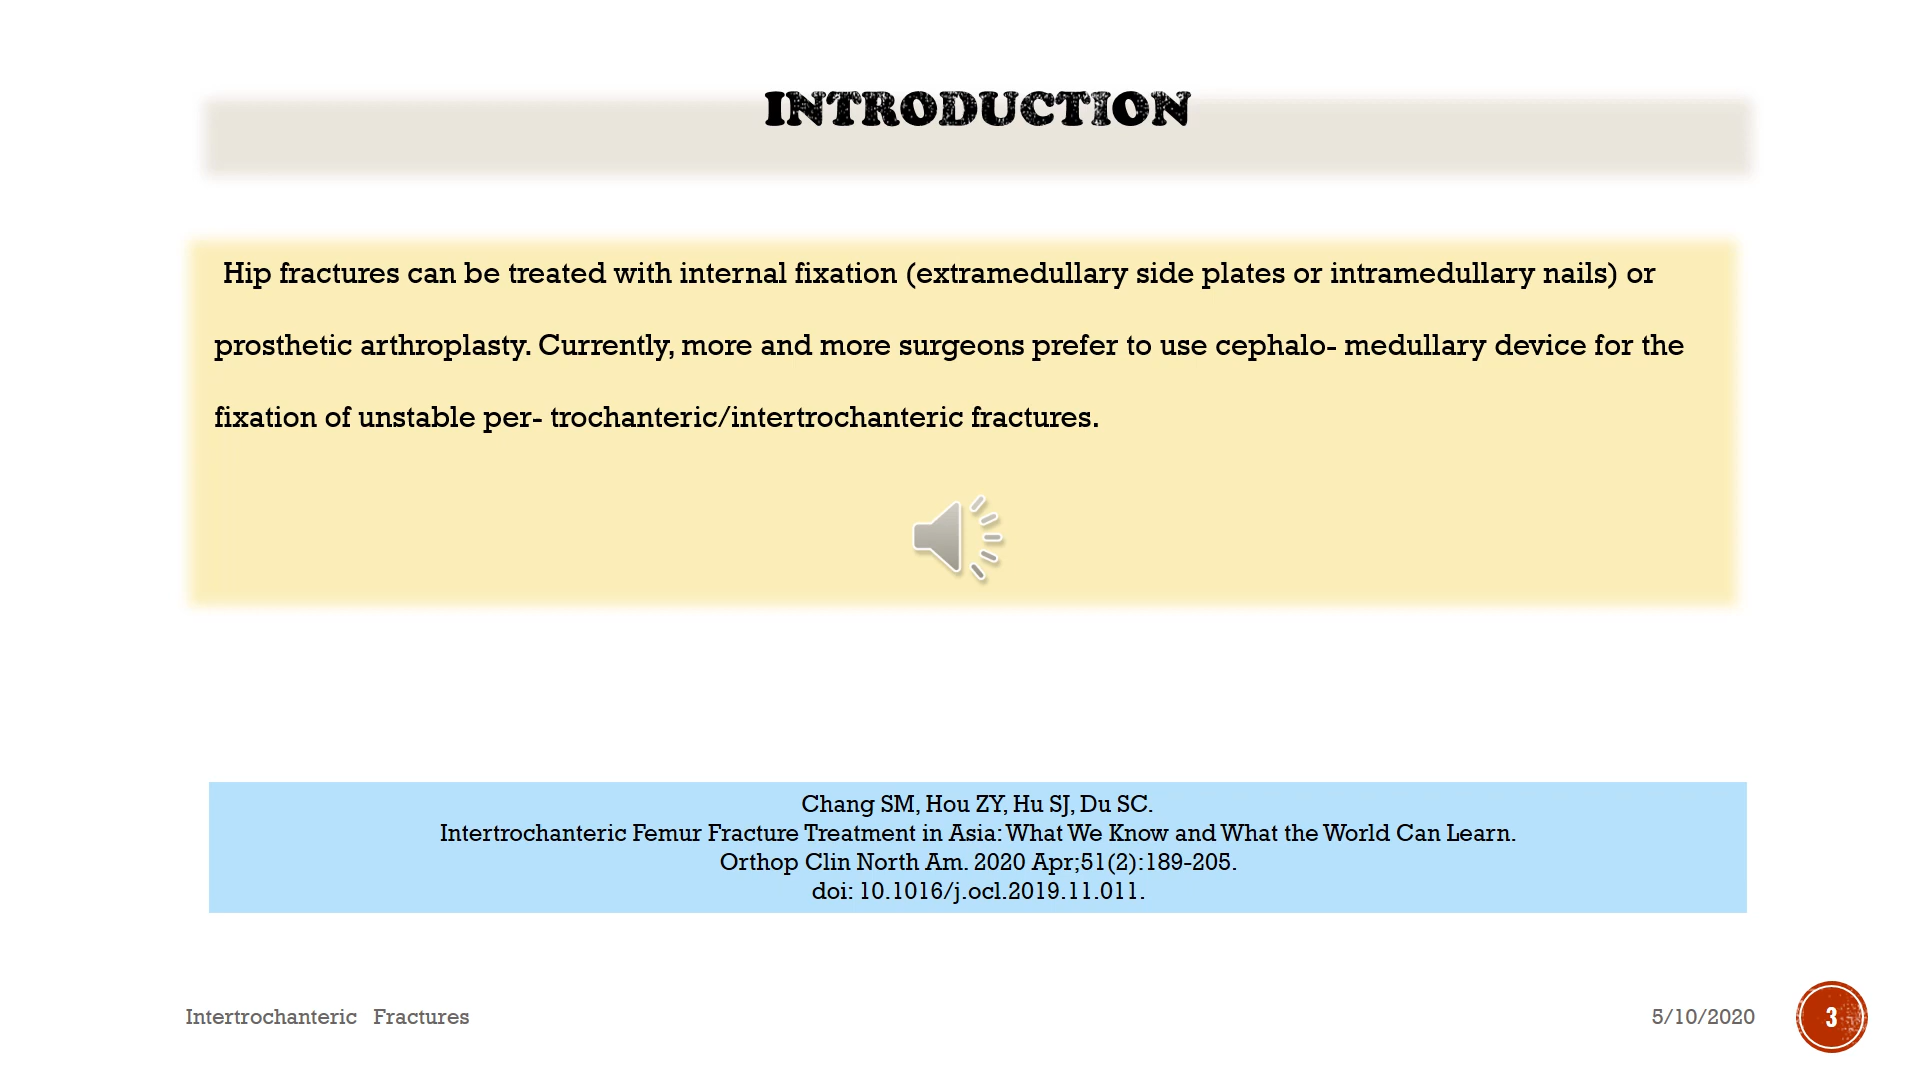 INTRODUCTION
Hip fractures can be treated with internal fixation (extramedullary side plates or intramedullary nails) or
prosthetic arthroplasty. Currently, more and more surgeons prefer to use cephalo- medullary device for the
fixation of unstable per- trochanteric/intertrochanteric fractures.
Chang SM, Hou ZY, Hu SJ, Du SC.
Intertrochanteric Femur Fracture Treatment in Asia: What We Know and What the World Can Learn.
Orthop Clin North Am. 2020 Apr;51(2):189-205.
doi: 10.1016/j.ocl.2019.11.011.
Intertrochanteric Fractures
5/10/2020
3